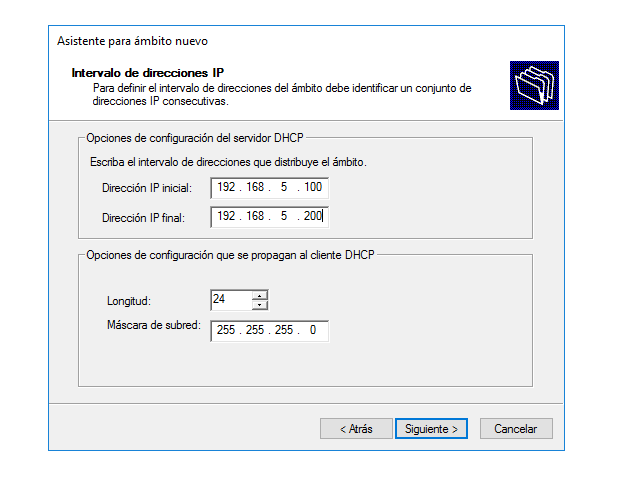 Asistente para ámbito nuevo
Intervalo de direcciones IP
Para definir el intervalo de direcciones del ámbito debe identificar un conjunto de
direcciones IP consecutivas.
Opciones de configuración del servidor DHCP
Escriba el intervalo de direcciones que distribuye el ámbito.
Dirección IP inicial: 192 . 168 . 5 . 100
Dirección IP final: 192 . 168 . 5 . 200
Opciones de configuración que se propagan al cliente DHCP
Longitud: 24
Máscara de subred: 255 . 255 . 255 . 0
< Atrás Siguiente > Cancelar